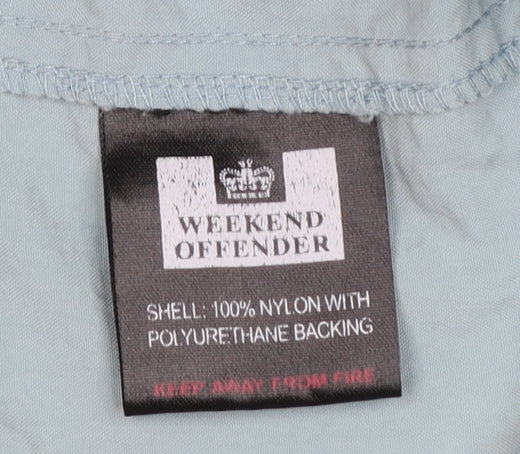 WEEKEND
OFFENDER
SHELL: 100% NYLON WITH
POLYURETHANE BACKING
KEEP AWAY FROM FIRE